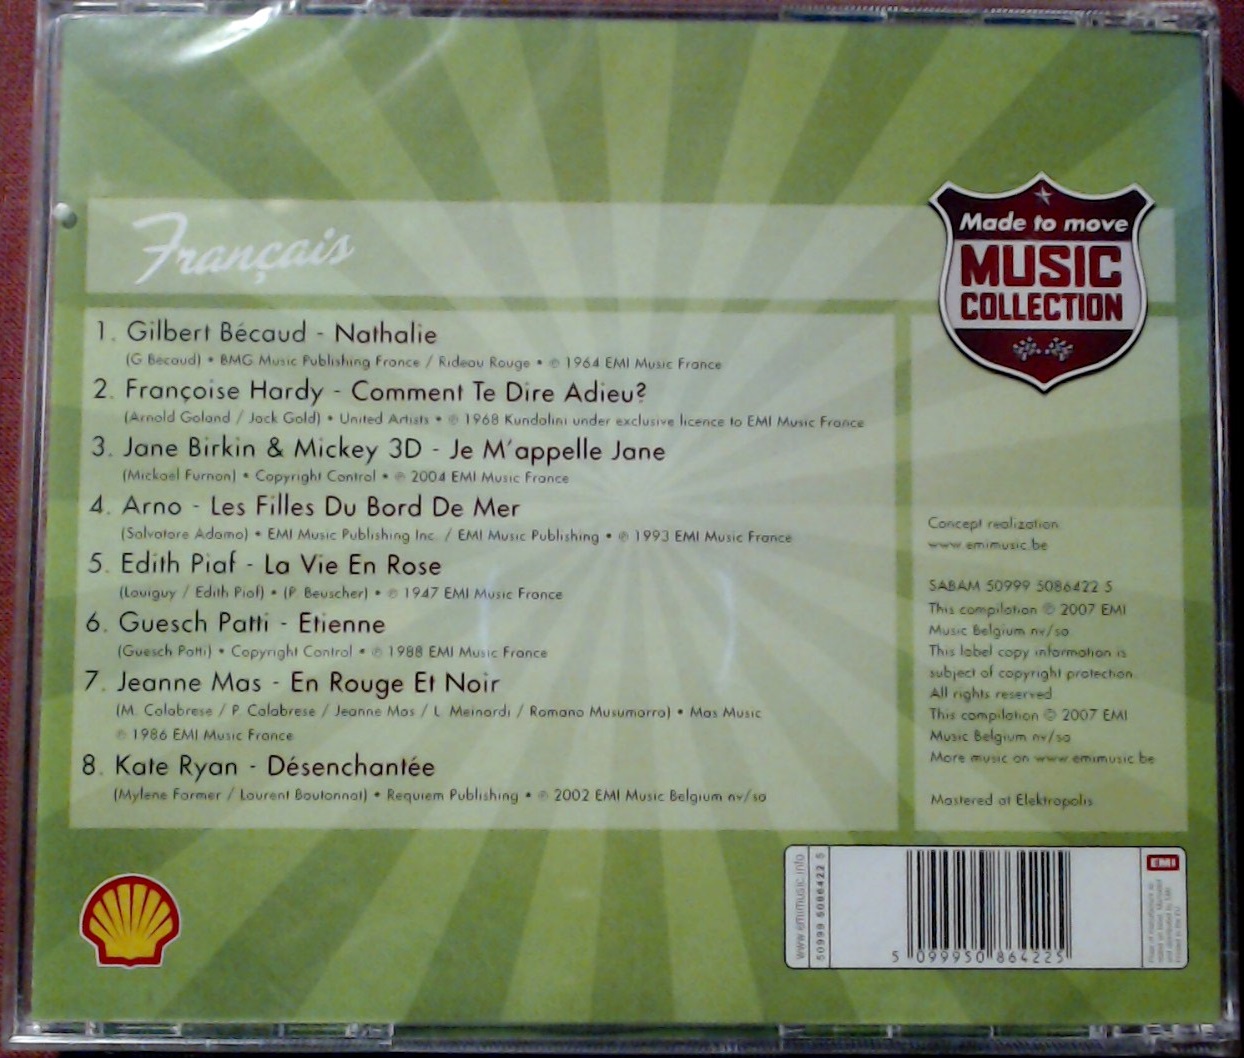 Français
Made to move
MUSIC
COLLECTION
1. Gilbert Bécaud - Nathalie
(G Becaud) • BMG Music Publishing France / Rideau Rouge • ℗ 1964 EMI Music France
2. Françoise Hardy - Comment Te Dire Adieu?
(Arnold Goland / Jack Gold) • United Artists • ℗ 1968 Kundalini under exclusive licence to EMI Music France
3. Jane Birkin & Mickey 3D - Je M'appelle Jane
(Mickael Furnon) • Copyright Control • ℗ 2004 EMI Music France
4. Arno - Les Filles Du Bord De Mer
(Salvatore Adamo) • EMI Music Publishing Inc. / EMI Music Publishing • ℗ 1993 EMI Music France
5. Edith Piaf - La Vie En Rose
(Louiguy / Edith Piaf) • (P. Beuscher) • ℗ 1947 EMI Music France
6. Guesch Patti - Etienne
(Guesch Patti) • Copyright Control • ℗ 1988 EMI Music France
7. Jeanne Mas - En Rouge Et Noir
(M. Calabrese / P. Calabrese / Jeanne Mas / L. Meinardi / Romano Musumarra) • Mas Music
℗ 1986 EMI Music France
8. Kate Ryan - Désenchantée
(Mylene Farmer / Laurent Boutonnat) • Requiem Publishing • ℗ 2002 EMI Music Belgium nv/sa
Concept realization
www.emimusic.be
SABAM 50999 5086422 5
This compilation ℗ 2007 EMI
Music Belgium nv/sa
This label copy information is
subject of copyright protection.
All rights reserved
This compilation © 2007 EMI
Music Belgium nv/sa
More music on www.emimusic.be
Mastered at Elektropolis
www.emimusic.info
50999 5086422 5
5 099950 864225
EMI